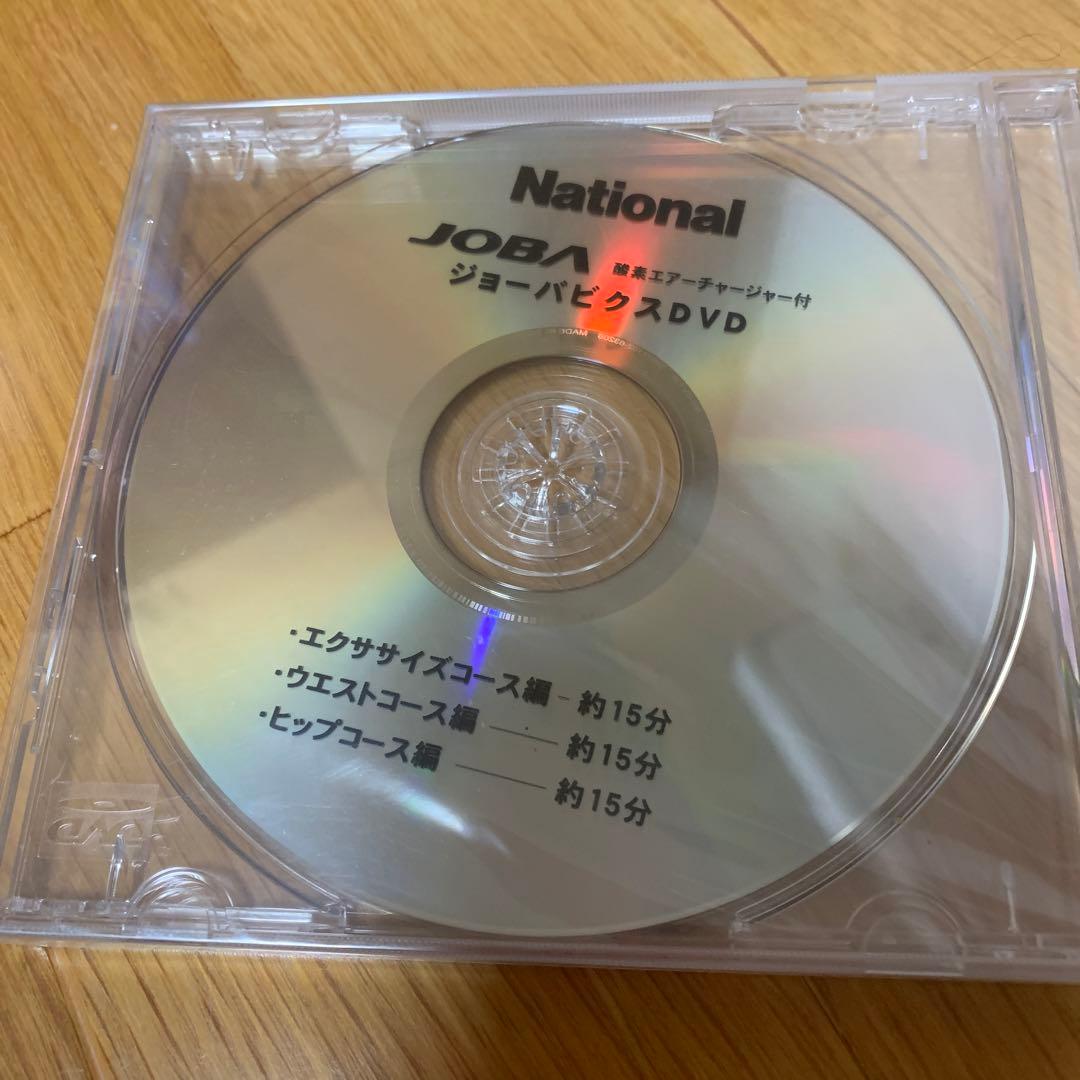 National
JOBA 酸素エアーチャージャー付
ジョーバビクスDVD
MADE
・エクササイズコース編 - 約15分
・ウエストコース編 —— 約15分
・ヒップコース編 ——— 約15分
DVD